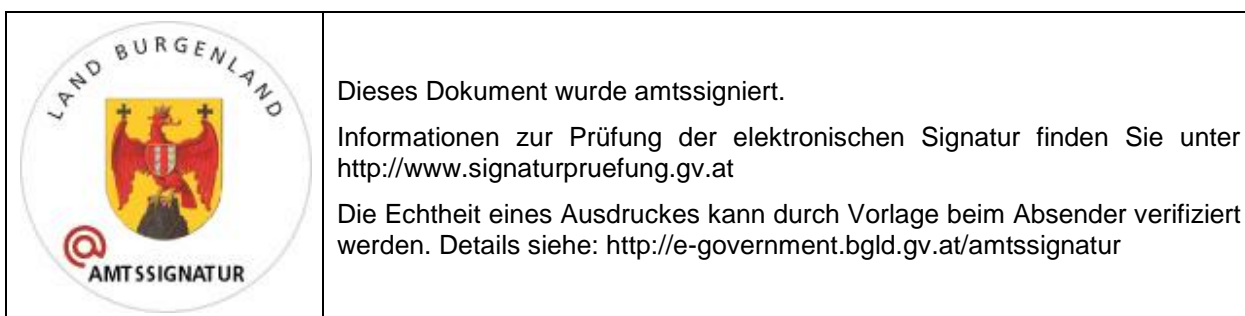 LAND BURGENLAND
AMTSSIGNATUR
Dieses Dokument wurde amtssigniert.
Informationen zur Prüfung der elektronischen Signatur finden Sie unter
http://www.signaturpruefung.gv.at
Die Echtheit eines Ausdruckes kann durch Vorlage beim Absender verifiziert
werden. Details siehe: http://e-government.bgld.gv.at/amtssignatur